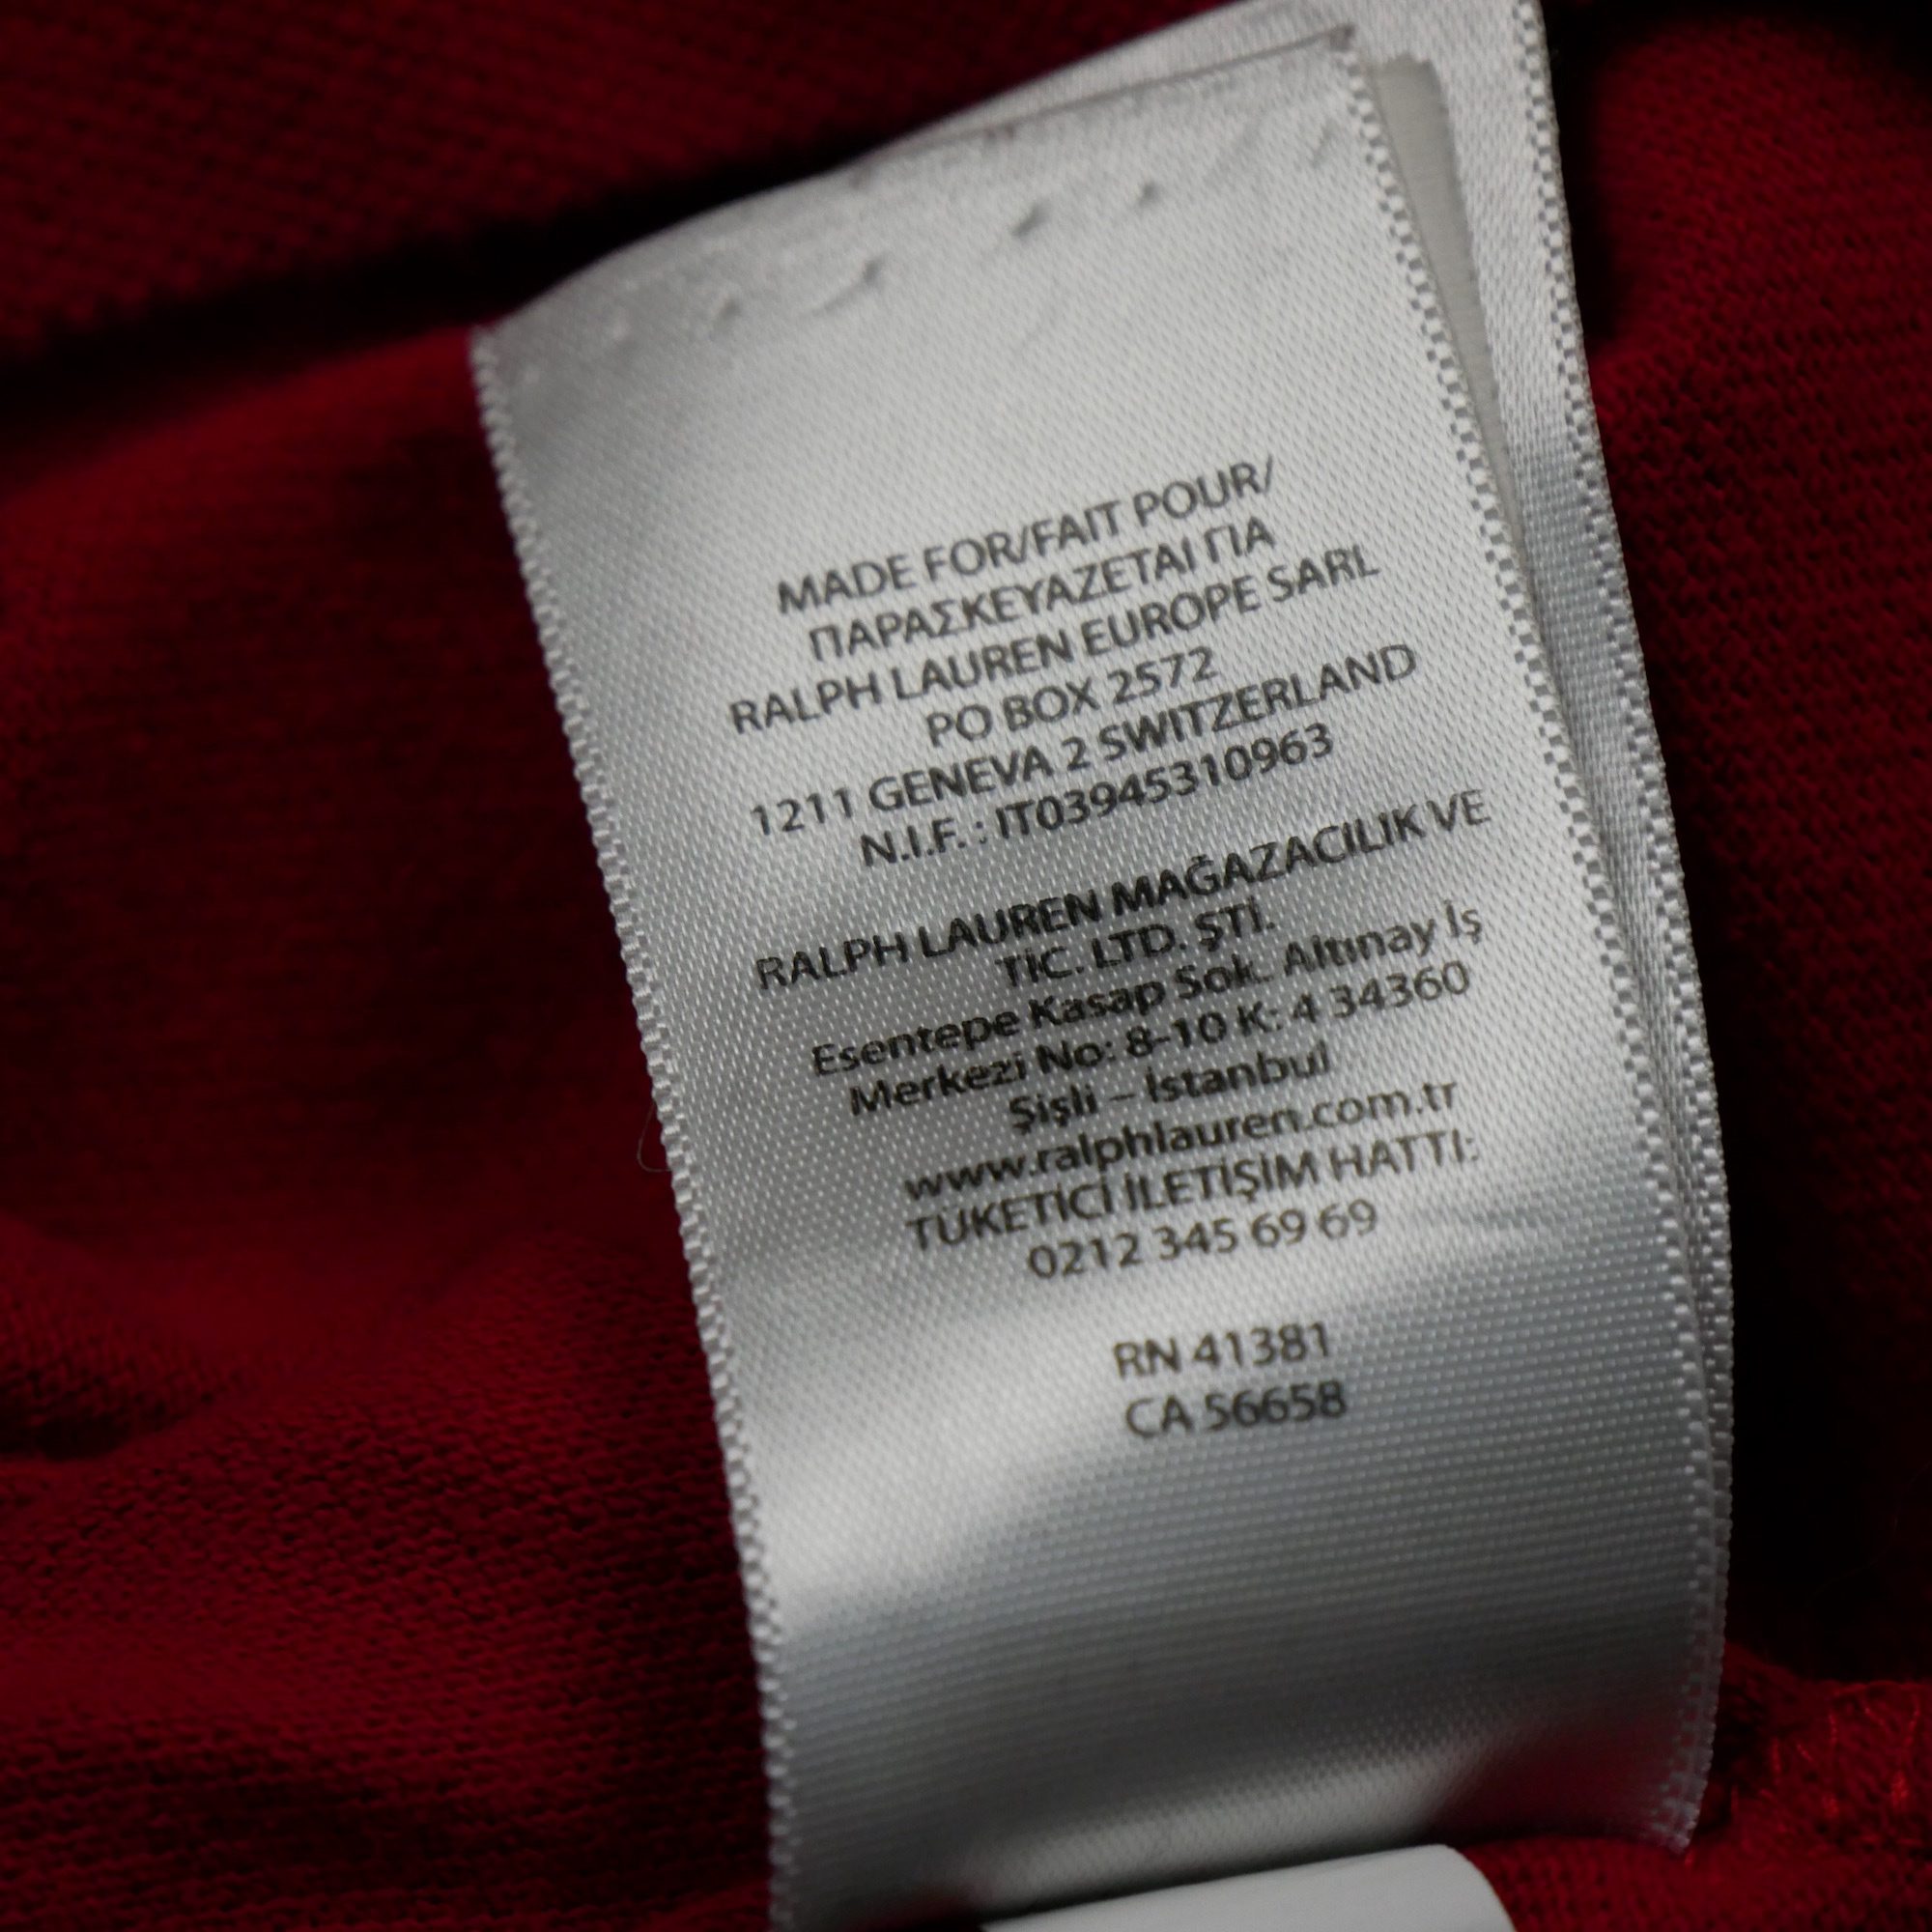 MADE FOR/FAIT POUR/
ΠΑΡΑΣΚΕΥΑΖΕΤΑΙ ΓΙΑ
RALPH LAUREN EUROPE SARL
PO BOX 2572
1211 GENEVA 2 SWITZERLAND
N.I.F. : IT03945310963
RALPH LAUREN MAĞAZACILIK VE
TİC. LTD. ŞTİ.
Esentepe Kasap Sok. Altınay İş
Merkezi No: 8-10 K: 4 34360
Şişli – İstanbul
www.ralphlauren.com.tr
TÜKETİCİ İLETİŞİM HATTI:
0212 345 69 69
RN 41381
CA 56658